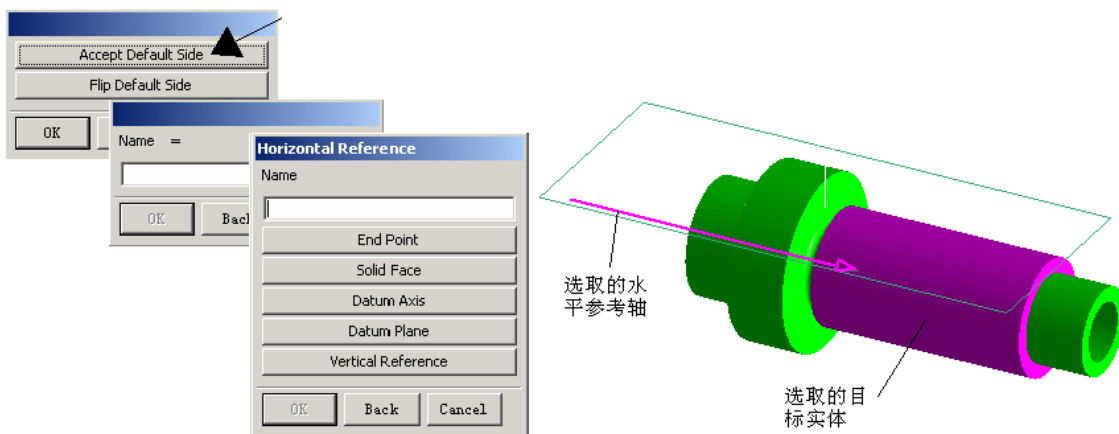 Accept Default Side
Flip Default Side
OK
Name =
OK Back
Horizontal Reference
Name
End Point
Solid Face
Datum Axis
Datum Plane
Vertical Reference
OK Back Cancel
选取的水
平参考轴
选取的目
标实体